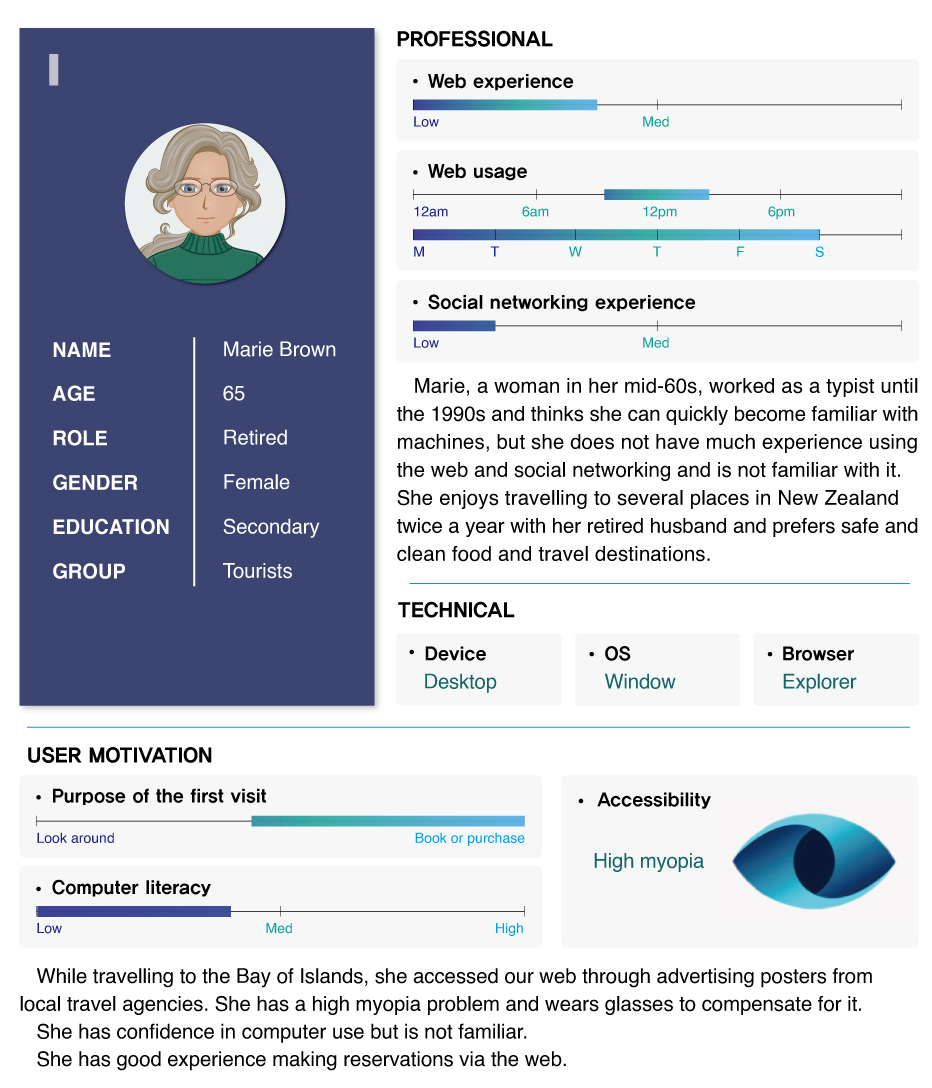 NAME Marie Brown
AGE 65
ROLE Retired
GENDER Female
EDUCATION Secondary
GROUP Tourists
PROFESSIONAL
• Web experience
Low Med
• Web usage
12am 6am 12pm 6pm
M T W T F S
• Social networking experience
Low Med
Marie, a woman in her mid-60s, worked as a typist until
the 1990s and thinks she can quickly become familiar with
machines, but she does not have much experience using
the web and social networking and is not familiar with it.
She enjoys travelling to several places in New Zealand
twice a year with her retired husband and prefers safe and
clean food and travel destinations.
TECHNICAL
• Device
Desktop
• OS
Window
• Browser
Explorer
USER MOTIVATION
• Purpose of the first visit
Look around Book or purchase
• Computer literacy
Low Med High
• Accessibility
High myopia
While travelling to the Bay of Islands, she accessed our web through advertising posters from
local travel agencies. She has a high myopia problem and wears glasses to compensate for it.
She has confidence in computer use but is not familiar.
She has good experience making reservations via the web.